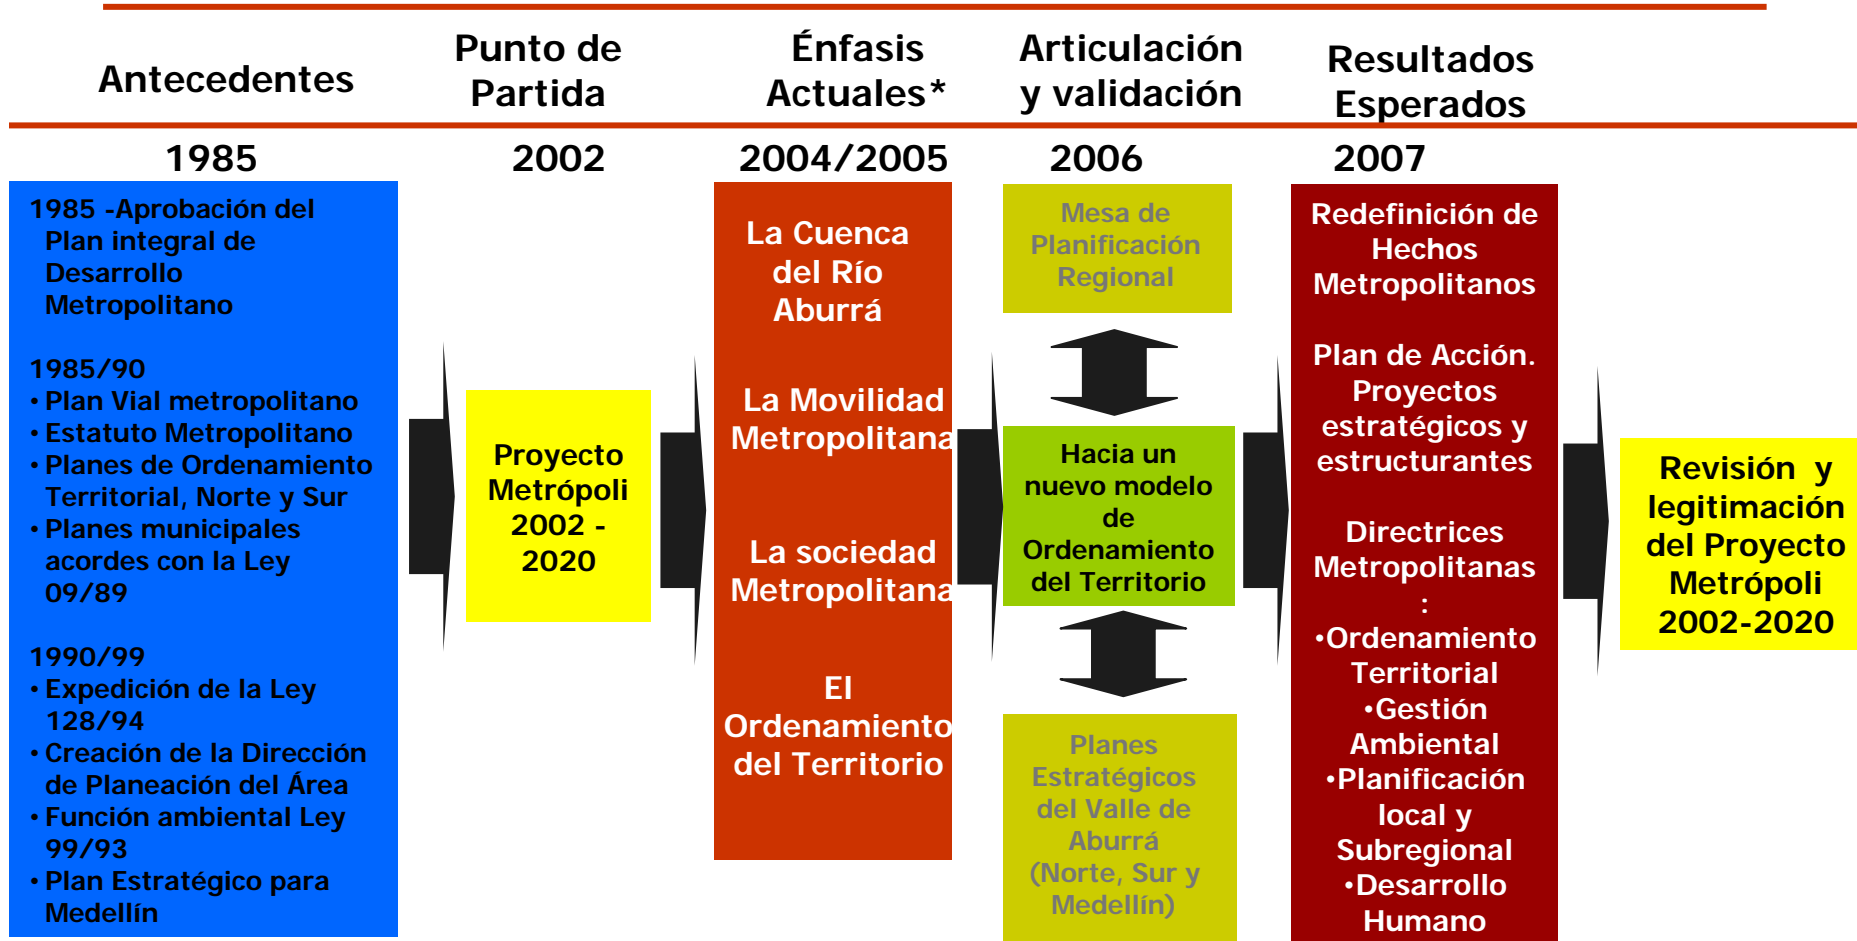 Antecedentes
Punto de
Partida
Énfasis
Actuales*
Articulación
y validación
Resultados
Esperados
1985
2002
2004/2005
2006
2007
1985 -Aprobación del
Plan integral de
Desarrollo
Metropolitano
1985/90
• Plan Vial metropolitano
• Estatuto Metropolitano
• Planes de Ordenamiento
Territorial, Norte y Sur
• Planes municipales
acordes con la Ley
09/89
1990/99
• Expedición de la Ley
128/94
• Creación de la Dirección
de Planeación del Área
• Función ambiental Ley
99/93
• Plan Estratégico para
Medellín
Proyecto
Metrópoli
2002 -
2020
La Cuenca
del Río
Aburrá
La Movilidad
Metropolitana
La sociedad
Metropolitana
El
Ordenamiento
del Territorio
Mesa de
Planificación
Regional
Hacia un
nuevo modelo
de
Ordenamiento
del Territorio
Planes
Estratégicos
del Valle de
Aburrá
(Norte, Sur y
Medellín)
Redefinición de
Hechos
Metropolitanos
Plan de Acción.
Proyectos
estratégicos y
estructurantes
Directrices
Metropolitanas
:
•Ordenamiento
Territorial
•Gestión
Ambiental
•Planificación
local y
Subregional
•Desarrollo
Humano
Revisión y
legitimación
del Proyecto
Metrópoli
2002-2020